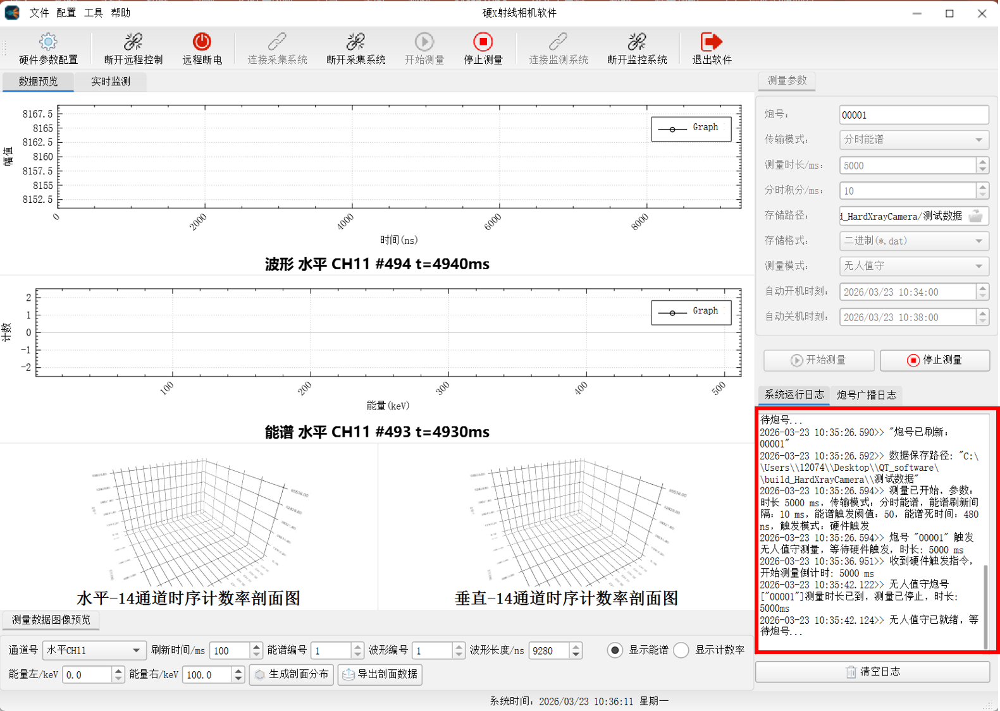 文件 配置 工具 帮助
硬X射线相机软件
硬件参数配置 断开远程控制 远程断电 连接采集系统 断开采集系统 开始测量 停止测量 连接监测系统 断开监控系统 退出软件
数据预览 实时监测
8167.5
8165
8162.5
8160
8157.5
8155
8152.5
幅值
Graph
0 2000 4000 6000 8000
时间(ns)
波形 水平 CH11 #494 t=4940ms
2
1
0
-1
-2
计数
Graph
100 200 300 400 500
能量(keV)
能谱 水平 CH11 #493 t=4930ms
水平-14通道时序计数率剖面图
垂直-14通道时序计数率剖面图
测量数据图像预览
通道号 水平CH11 刷新时间/ms 100 能谱编号 1 波形编号 1 波形长度/ns 9280 显示能谱 显示计数率
能量左/keV 0.0 能量右/keV 100.0 生成剖面分布 导出剖面数据
测量参数
炮号: 00001
传输模式: 分时能谱
测量时长/ms: 5000
分时积分/ms: 10
存储路径: d_HardXrayCamera/测试数据
存储格式: 二进制(*.dat)
测量模式: 无人值守
自动开机时刻: 2026/03/23 10:34:00
自动关机时刻: 2026/03/23 10:38:00
开始测量 停止测量
系统运行日志 炮号广播日志
待炮号...
2026-03-23 10:35:26.590>> "炮号已刷新:
00001"
2026-03-23 10:35:26.592>> 数据保存路径: "C:\
\Users\\12074\\Desktop\\QT_software\
\build_HardXrayCamera\\测试数据"
2026-03-23 10:35:26.594>> 测量已开始，参数:
时长 5000 ms，传输模式: 分时能谱，能谱刷新间
隔: 10 ms，能谱触发阈值: 50，能谱死时间: 480
ns，触发模式: 硬件触发
2026-03-23 10:35:26.594>> 炮号 "00001" 触发
无人值守测量，等待硬件触发，时长: 5000 ms
2026-03-23 10:35:36.951>> 收到硬件触发指令，
开始测量倒计时: 5000 ms
2026-03-23 10:35:42.122>> 无人值守炮号
["00001"]测量时长已到，测量已停止，时长:
5000ms
2026-03-23 10:35:42.124>> 无人值守已就绪，等
待炮号...
清空日志
系统时间: 2026/03/23 10:36:11 星期一